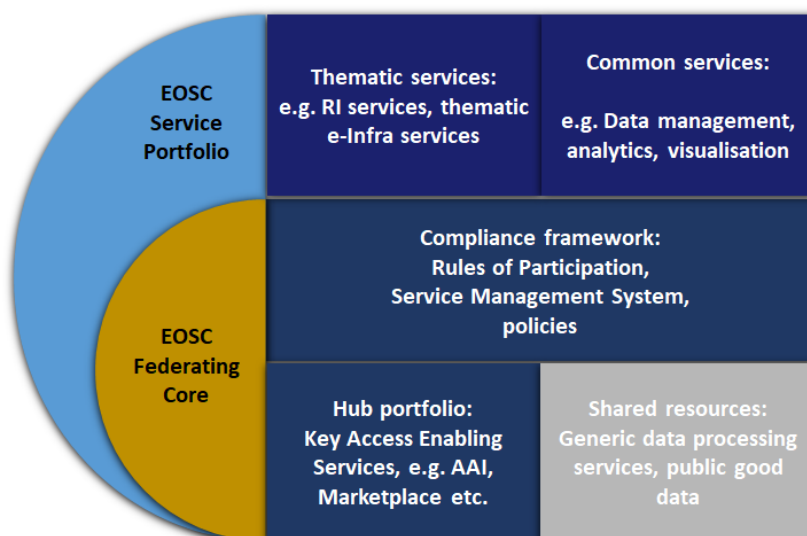 EOSC
Service
Portfolio
Thematic services:
e.g. RI services, thematic
e-Infra services
Common services:
e.g. Data management,
analytics, visualisation
EOSC
Federating
Core
Compliance framework:
Rules of Participation,
Service Management System,
policies
Hub portfolio:
Key Access Enabling
Services, e.g. AAI,
Marketplace etc.
Shared resources:
Generic data processing
services, public good
data